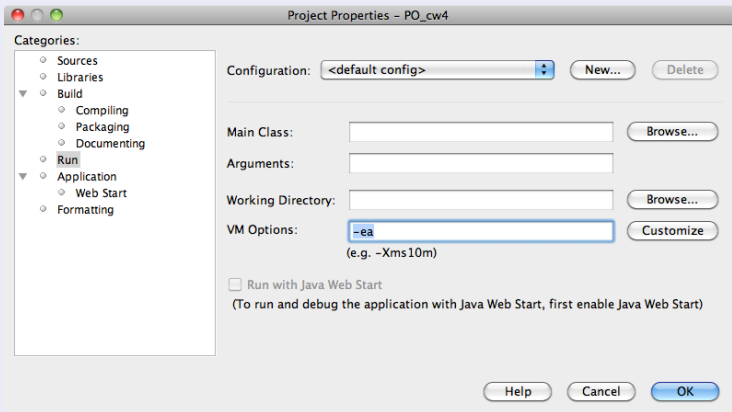 Project Properties - PO_cw4
Categories:
Sources
Libraries
Build
Compiling
Packaging
Documenting
Run
Application
Web Start
Formatting
Configuration: <default config> New... Delete
Main Class: Browse...
Arguments:
Working Directory: Browse...
VM Options: -ea Customize
(e.g. -Xms10m)
Run with Java Web Start
(To run and debug the application with Java Web Start, first enable Java Web Start)
Help Cancel OK